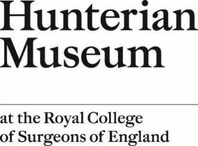 Hunterian
Museum
at the Royal College
of Surgeons of England